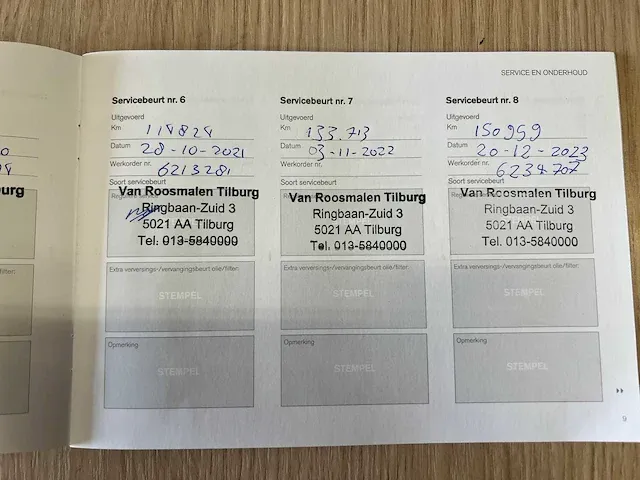 SERVICE EN ONDERHOUD
Servicebeurt nr. 6
Uitgevoerd
Km 118828
Datum 28-10-2021
Werkorder nr. 6213281
Soort servicebeurt
Van Roosmalen Tilburg
Ringbaan-Zuid 3
5021 AA Tilburg
Tel. 013-5840000
Extra verversings-/vervangingsbeurt olie/filter:
STEMPEL
Opmerking
STEMPEL
Servicebeurt nr. 7
Uitgevoerd
Km 133.713
Datum 03-11-2022
Werkorder nr.
Soort servicebeurt
Van Roosmalen Tilburg
Ringbaan-Zuid 3
5021 AA Tilburg
Tel. 013-5840000
Extra verversings-/vervangingsbeurt olie/filter:
STEMPEL
Opmerking
STEMPEL
Servicebeurt nr. 8
Uitgevoerd
Km 150999
Datum 20-12-2023
Werkorder nr. 6234707
Soort servicebeurt
Van Roosmalen Tilburg
Ringbaan-Zuid 3
5021 AA Tilburg
Tel. 013-5840000
Extra verversings-/vervangingsbeurt olie/filter:
STEMPEL
Opmerking
STEMPEL
9